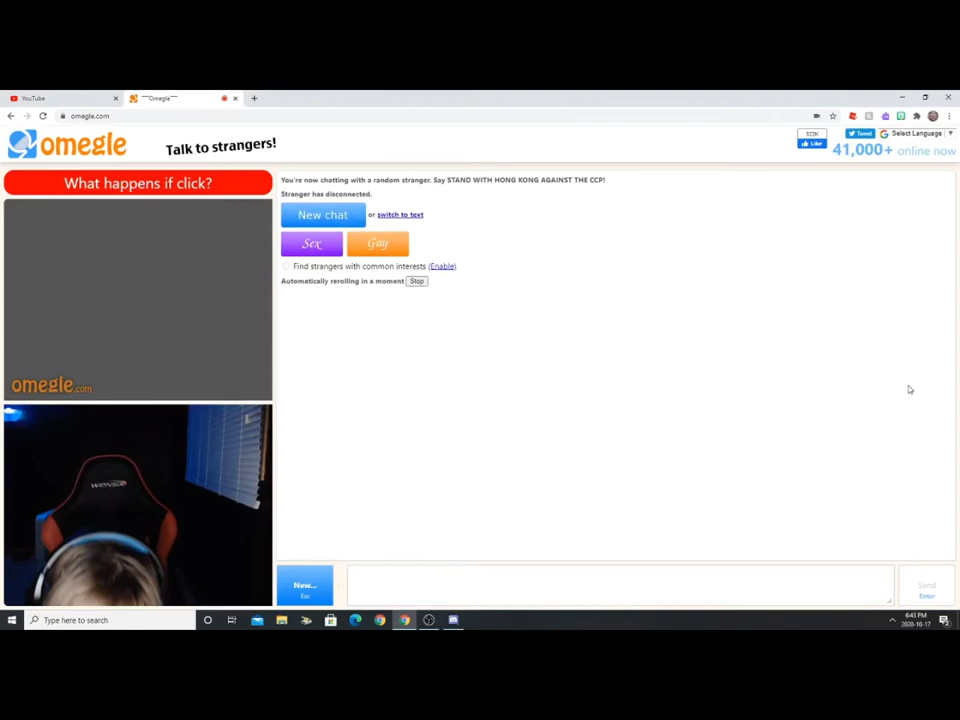 YouTube
Omegle
omegle.com
omegle
Talk to strangers!
322K
Like
Tweet
Select Language
41,000+ online now
What happens if click?
You're now chatting with a random stranger. Say STAND WITH HONG KONG AGAINST THE CCP!
Stranger has disconnected.
New chat or switch to text
Sex Gay
Find strangers with common interests (Enable)
Automatically rerolling in a moment Stop
omegle.com
New...
Esc
Send
Enter
Type here to search
6:43 PM
2020-10-17